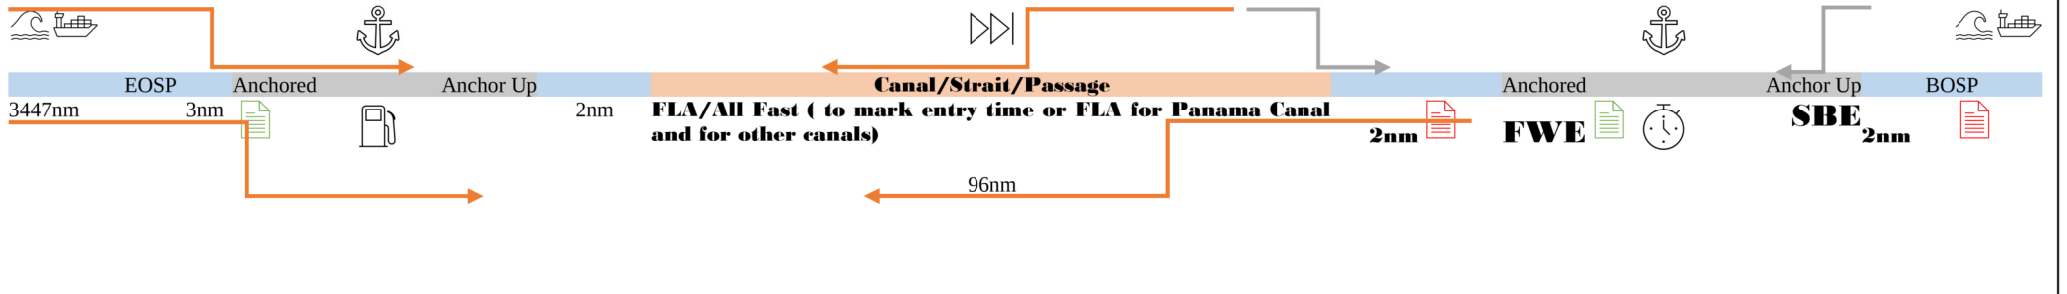 EOSP Anchored Anchor Up Canal/Strait/Passage Anchored Anchor Up BOSP
3447nm 3nm 2nm FLA/All Fast ( to mark entry time or FLA for Panama Canal
and for other canals)
2nm FWE SBE 2nm
96nm